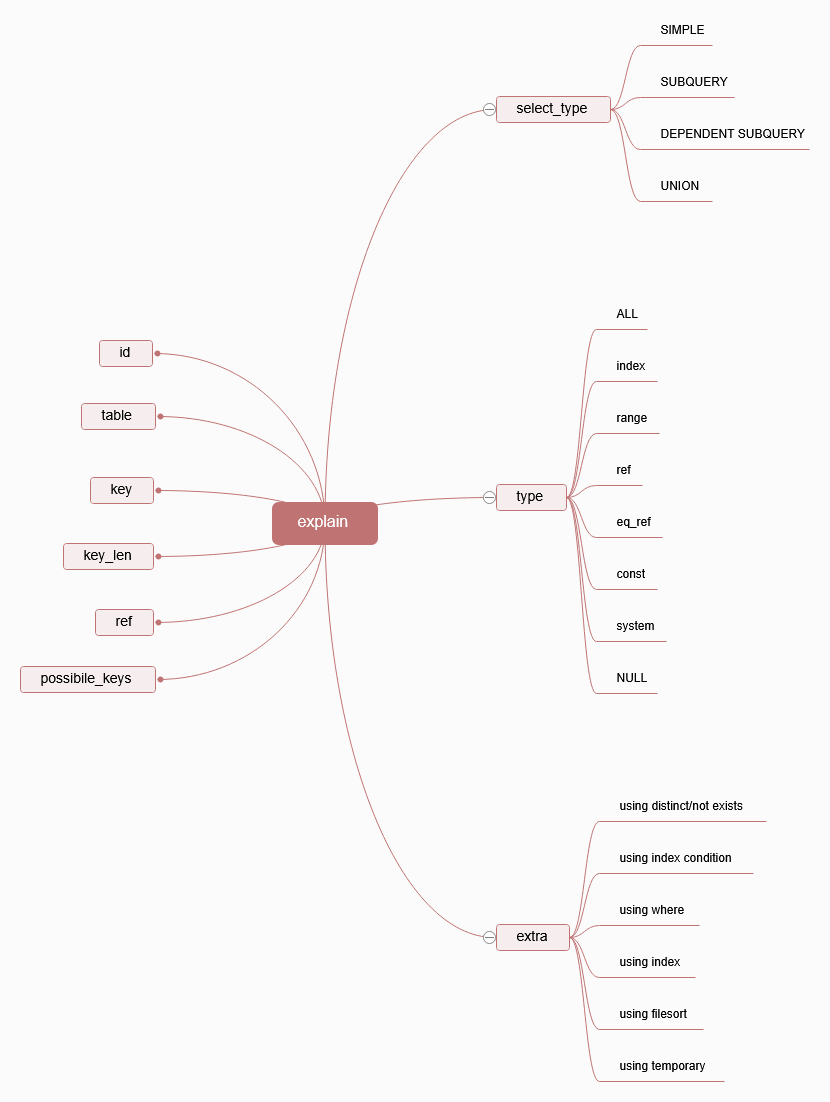 explain
id
table
key
key_len
ref
possibile_keys
select_type
SIMPLE
SUBQUERY
DEPENDENT SUBQUERY
UNION
type
ALL
index
range
ref
eq_ref
const
system
NULL
extra
using distinct/not exists
using index condition
using where
using index
using filesort
using temporary